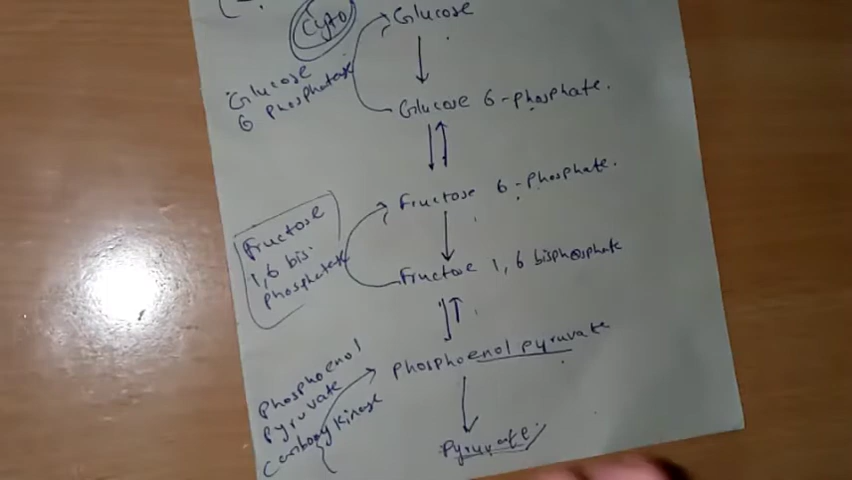 Cyto
Glucose
Glucose
6 phosphatase
Glucose 6-phosphate.
Fructose 6-phosphate.
Fructose
1,6 bis.
phosphatase
Fructose 1,6 bisphosphate
phosphoenol pyruvate
phosphoenol
pyruvate
Carboxy kinase
Pyruvate.